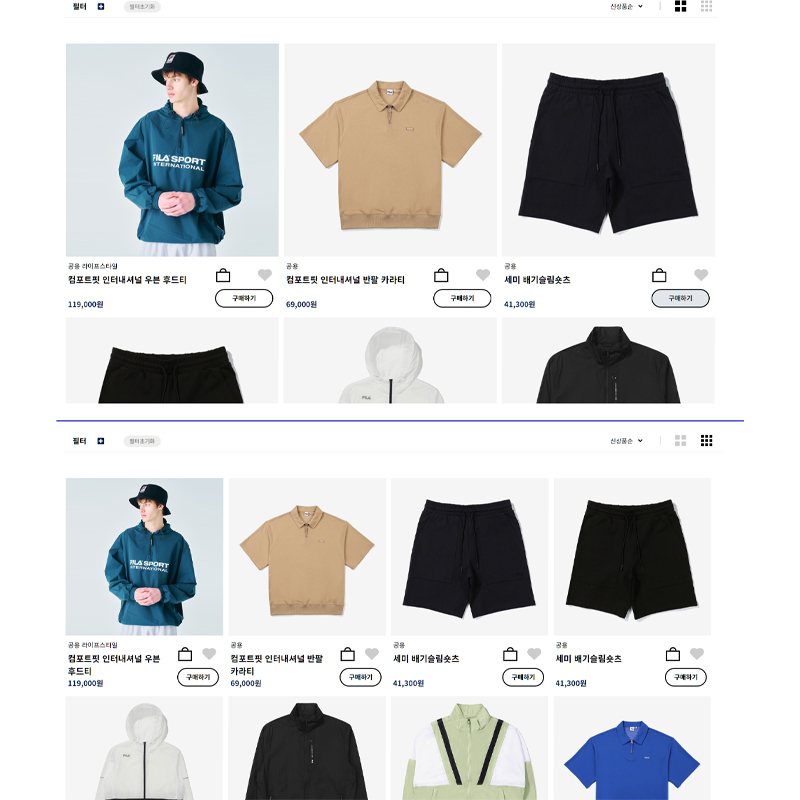 필터
필터초기화
신상품순
FILA SPORT
INTERNATIONAL
공용 라이프스타일
컴포트핏 인터내셔널 우븐 후드티
119,000원
구매하기
공용
컴포트핏 인터내셔널 반팔 카라티
69,000원
구매하기
공용
세미 배기슬림숏츠
41,300원
구매하기
FILA
필터
필터초기화
신상품순
FILA SPORT
INTERNATIONAL
공용 라이프스타일
컴포트핏 인터내셔널 우븐
후드티
119,000원
구매하기
공용
컴포트핏 인터내셔널 반팔
카라티
69,000원
구매하기
공용
세미 배기슬림숏츠
41,300원
구매하기
공용
세미 배기슬림숏츠
41,300원
구매하기
FILA